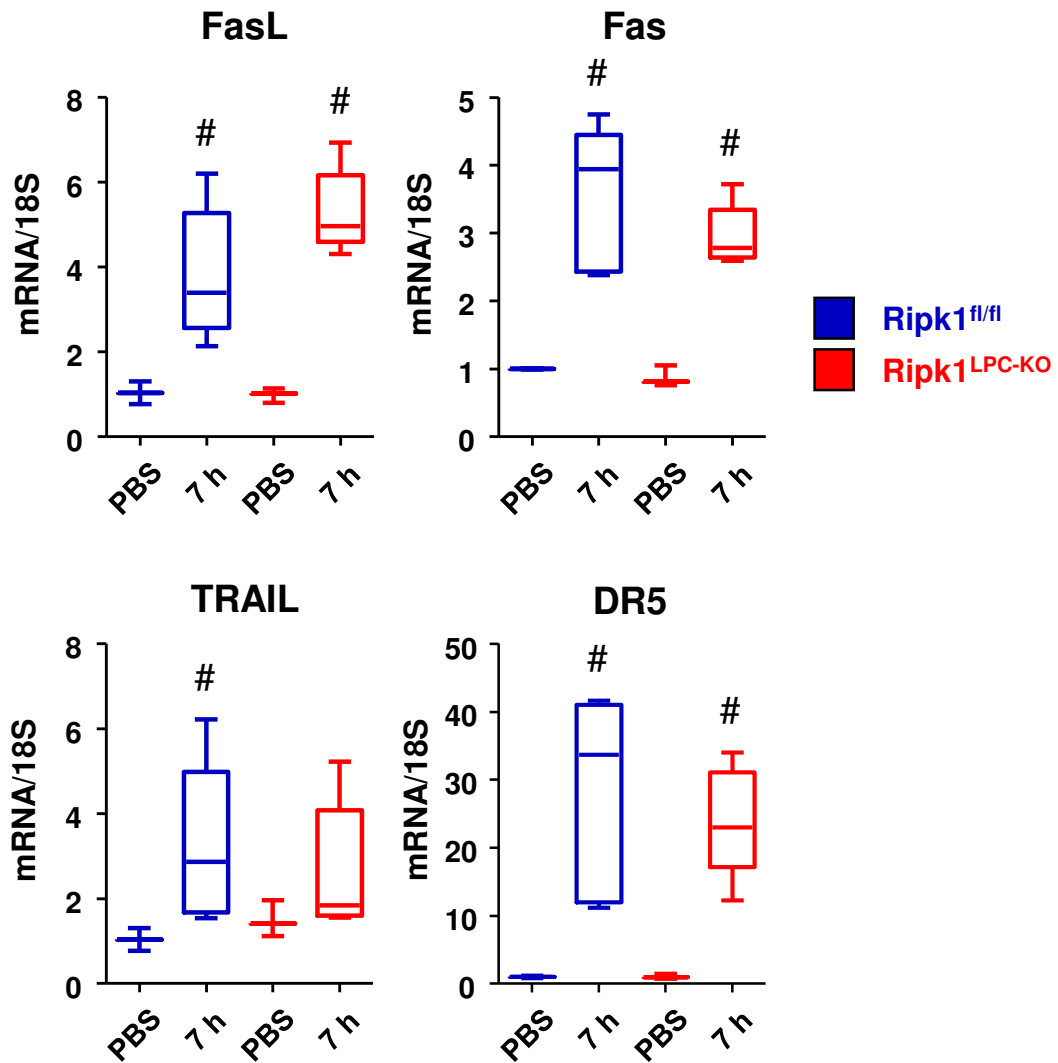 FasL
Fas
#
#
#
#
8
6
4
2
0
mRNA/18S
PBS
7 h
PBS
7 h
5
4
3
2
1
0
mRNA/18S
PBS
7 h
PBS
7 h
Ripk1fl/fl
Ripk1LPC-KO
TRAIL
DR5
#
#
#
8
6
4
2
0
mRNA/18S
PBS
7 h
PBS
7 h
50
40
30
20
10
0
mRNA/18S
PBS
7 h
PBS
7 h